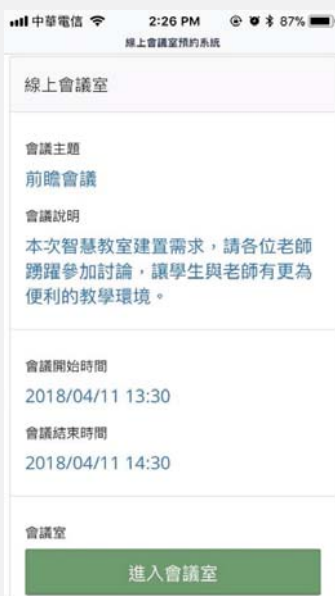 中華電信 2:26 PM 87%
線上會議室預約系統
線上會議室
會議主題
前瞻會議
會議說明
本次智慧教室建置需求，請各位老師
踴躍參加討論，讓學生與老師有更為
便利的教學環境。
會議開始時間
2018/04/11 13:30
會議結束時間
2018/04/11 14:30
會議室
進入會議室